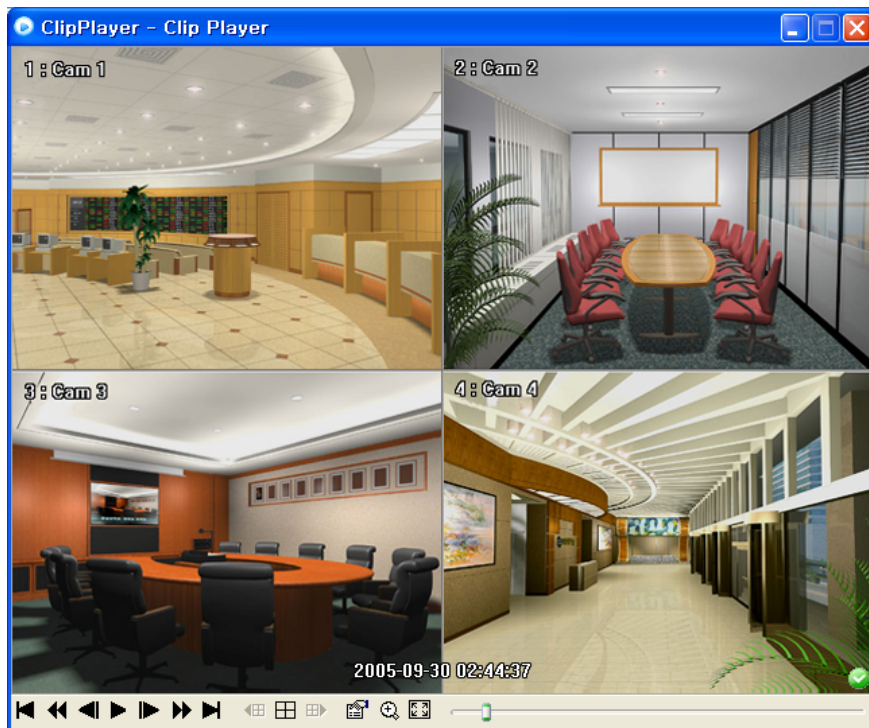 ClipPlayer - Clip Player
1 : Cam 1
2 : Cam 2
3 : Cam 3
4 : Cam 4
2005-09-30 02:44:37